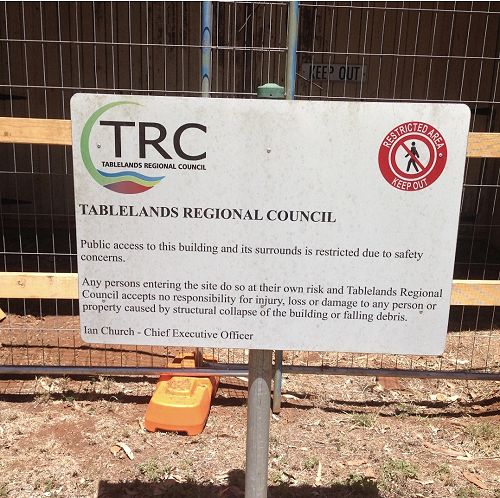 KEEP OUT
TRC
TABLELANDS REGIONAL COUNCIL
RESTRICTED AREA
KEEP OUT
TABLELANDS REGIONAL COUNCIL
Public access to this building and its surrounds is restricted due to safety
concerns.
Any persons entering the site do so at their own risk and Tablelands Regional
Council accepts no responsibility for injury, loss or damage to any person or
property caused by structural collapse of the building or falling debris.
Ian Church - Chief Executive Officer